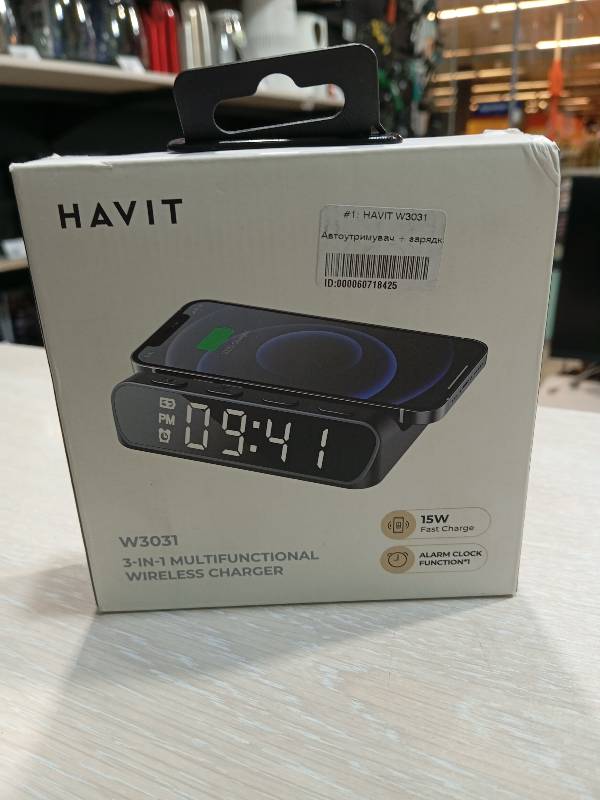 HAVIT
#1: HAVIT W3031
Автоутримувач + зарядк
ID:000060718425
PM
09:41
W3031
3-IN-1 MULTIFUNCTIONAL
WIRELESS CHARGER
15W
Fast Charge
ALARM CLOCK
FUNCTION*1